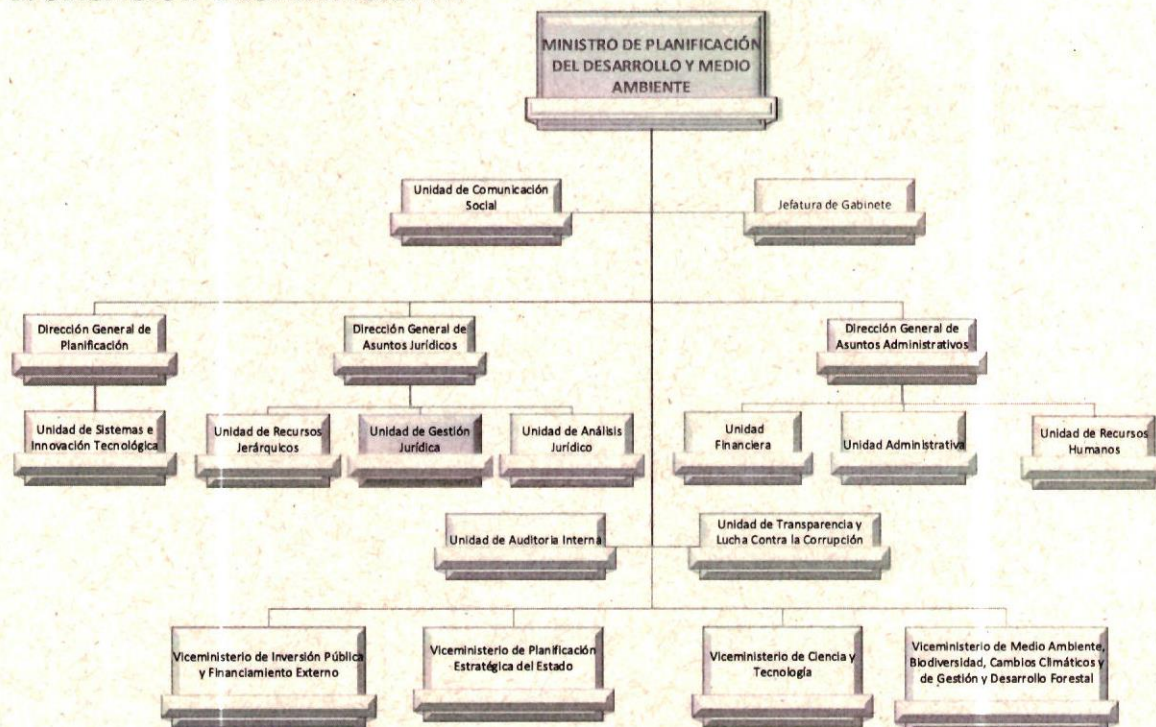 MINISTRO DE PLANIFICACIÓN
DEL DESARROLLO Y MEDIO
AMBIENTE
Unidad de Comunicación
Social
Jefatura de Gabinete
Dirección General de
Planificación
Dirección General de
Asuntos Jurídicos
Dirección General de
Asuntos Administrativos
Unidad de Sistemas e
Innovación Tecnológica
Unidad de Recursos
Jerárquicos
Unidad de Gestión
Jurídica
Unidad de Análisis
Jurídico
Unidad
Financiera
Unidad Administrativa
Unidad de Recursos
Humanos
Unidad de Auditoria Interna
Unidad de Transparencia y
Lucha Contra la Corrupción
Viceministerio de Inversión Pública
y Financiamiento Externo
Viceministerio de Planificación
Estratégica del Estado
Viceministerio de Ciencia y
Tecnología
Viceministerio de Medio Ambiente,
Biodiversidad, Cambios Climáticos y
de Gestión y Desarrollo Forestal